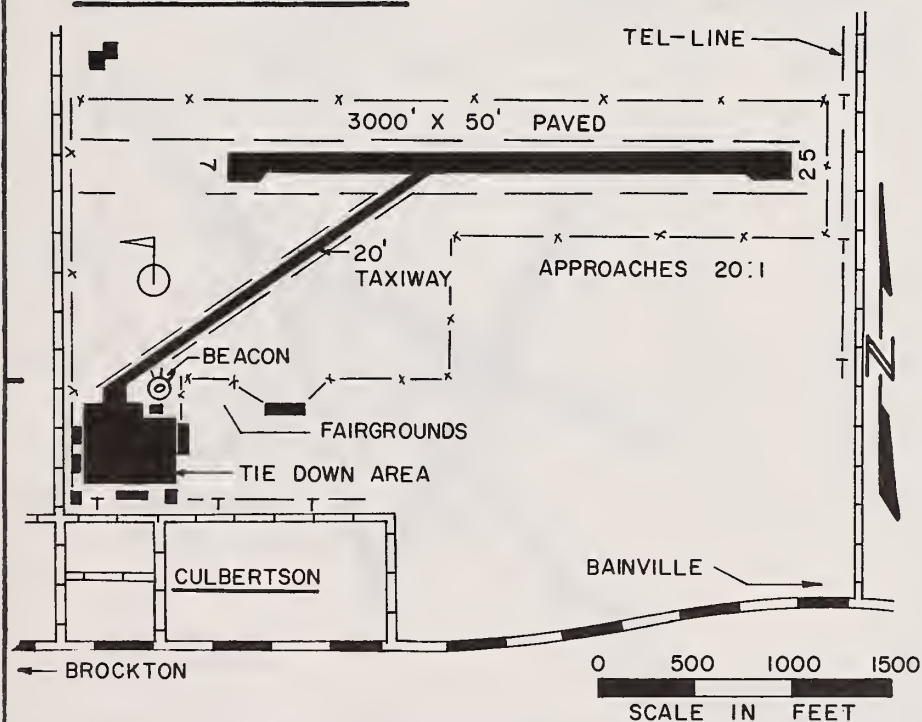 TEL-LINE
3000' X 50' PAVED
7
25
20'
TAXIWAY
APPROACHES 20:1
BEACON
N
FAIRGROUNDS
TIE DOWN AREA
T
T
T
T
T
T
CULBERTSON
BAINVILLE
BROCKTON
0 500 1000 1500
SCALE IN FEET